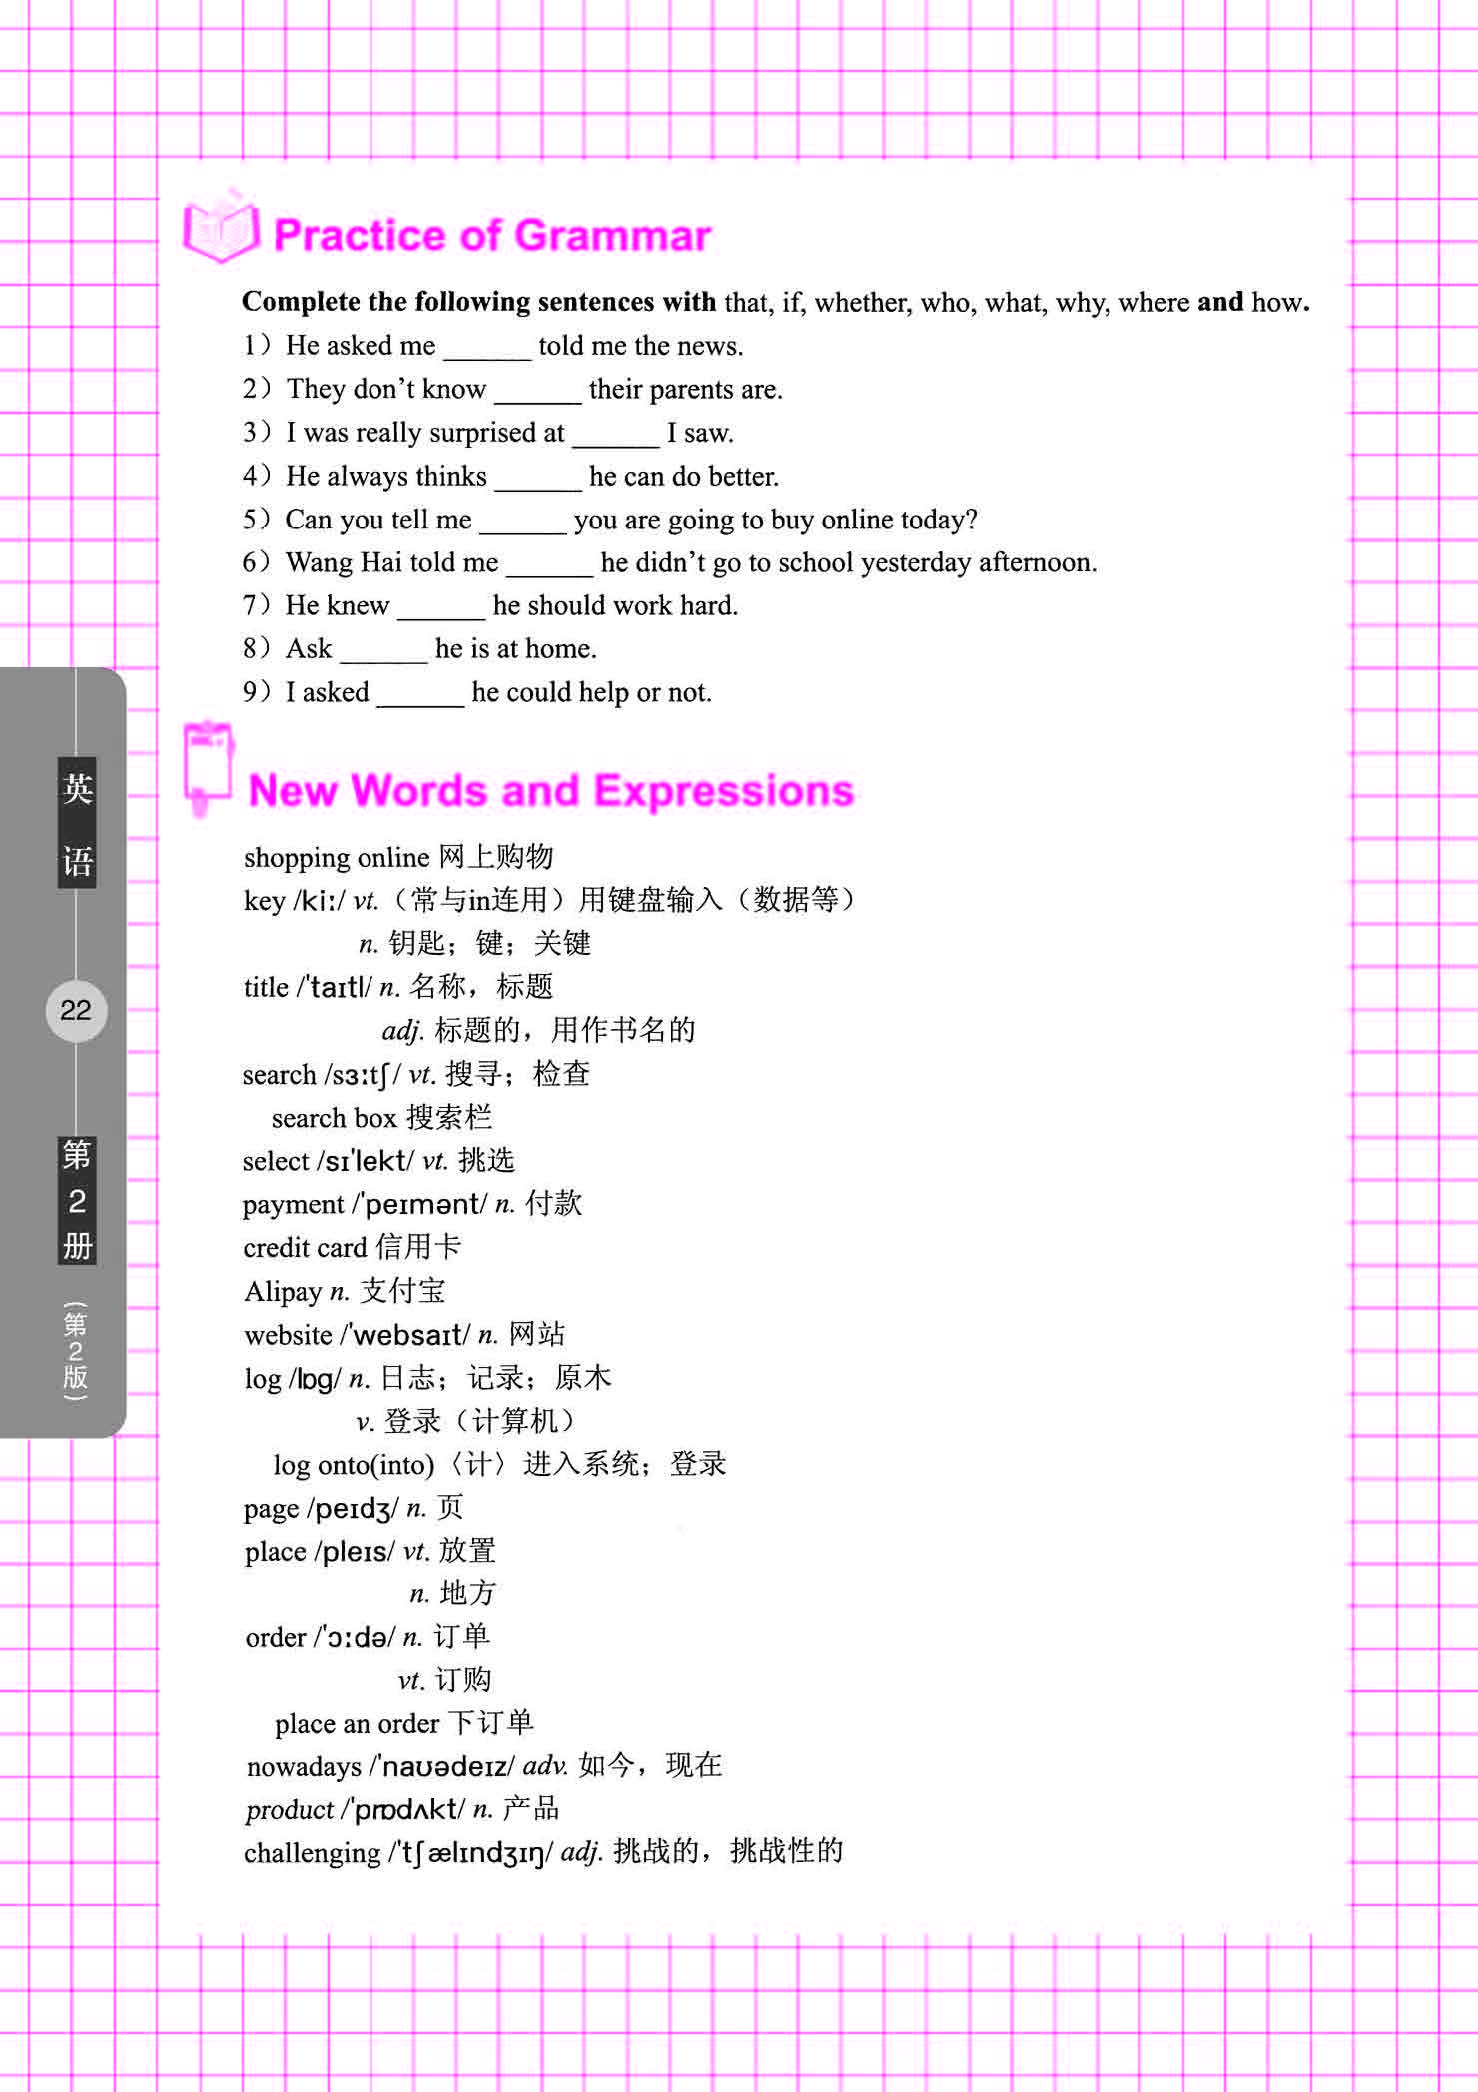 Practice of Grammar
Complete the following sentences with that, if, whether, who, what, why, where and how.
1）He asked me ______ told me the news.
2）They don't know ______ their parents are.
3）I was really surprised at ______ I saw.
4）He always thinks ______ he can do better.
5）Can you tell me ______ you are going to buy online today?
6）Wang Hai told me ______ he didn't go to school yesterday afternoon.
7）He knew ______ he should work hard.
8）Ask ______ he is at home.
9）I asked ______ he could help or not.
New Words and Expressions
shopping online 网上购物
key /kiː/ vt.（常与in连用）用键盘输入（数据等）
n. 钥匙；键；关键
title /ˈtaɪtl/ n. 名称，标题
adj. 标题的，用作书名的
search /sɜːtʃ/ vt. 搜寻；检查
search box 搜索栏
select /sɪˈlekt/ vt. 挑选
payment /ˈpeɪmənt/ n. 付款
credit card 信用卡
Alipay n. 支付宝
website /ˈwebsaɪt/ n. 网站
log /lɒɡ/ n. 日志；记录；原木
v. 登录（计算机）
log onto(into)〈计〉进入系统；登录
page /peɪdʒ/ n. 页
place /pleɪs/ vt. 放置
n. 地方
order /ˈɔːdə/ n. 订单
vt. 订购
place an order 下订单
nowadays /ˈnaʊədeɪz/ adv. 如今，现在
product /ˈprɒdʌkt/ n. 产品
challenging /ˈtʃælɪndʒɪŋ/ adj. 挑战的，挑战性的
英语
22
第2册
（第2版）